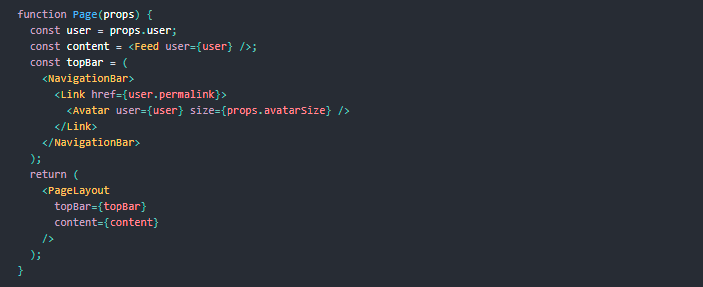 function Page(props) {
  const user = props.user;
  const content = <Feed user={user} />;
  const topBar = (
    <NavigationBar>
      <Link href={user.permalink}>
        <Avatar user={user} size={props.avatarSize} />
      </Link>
    </NavigationBar>
  );
  return (
    <PageLayout
      topBar={topBar}
      content={content}
    />
  );
}